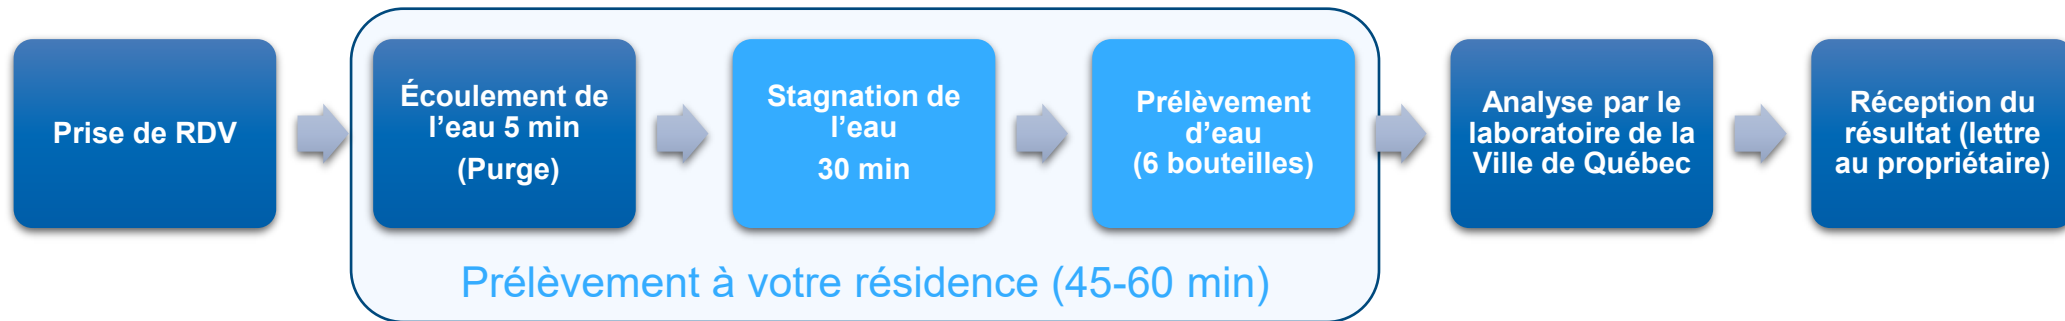 Prise de RDV
Écoulement de
l’eau 5 min
(Purge)
Stagnation de
l’eau
30 min
Prélèvement
d’eau
(6 bouteilles)
Analyse par le
laboratoire de la
Ville de Québec
Réception du
résultat (lettre
au propriétaire)
Prélèvement à votre résidence (45-60 min)